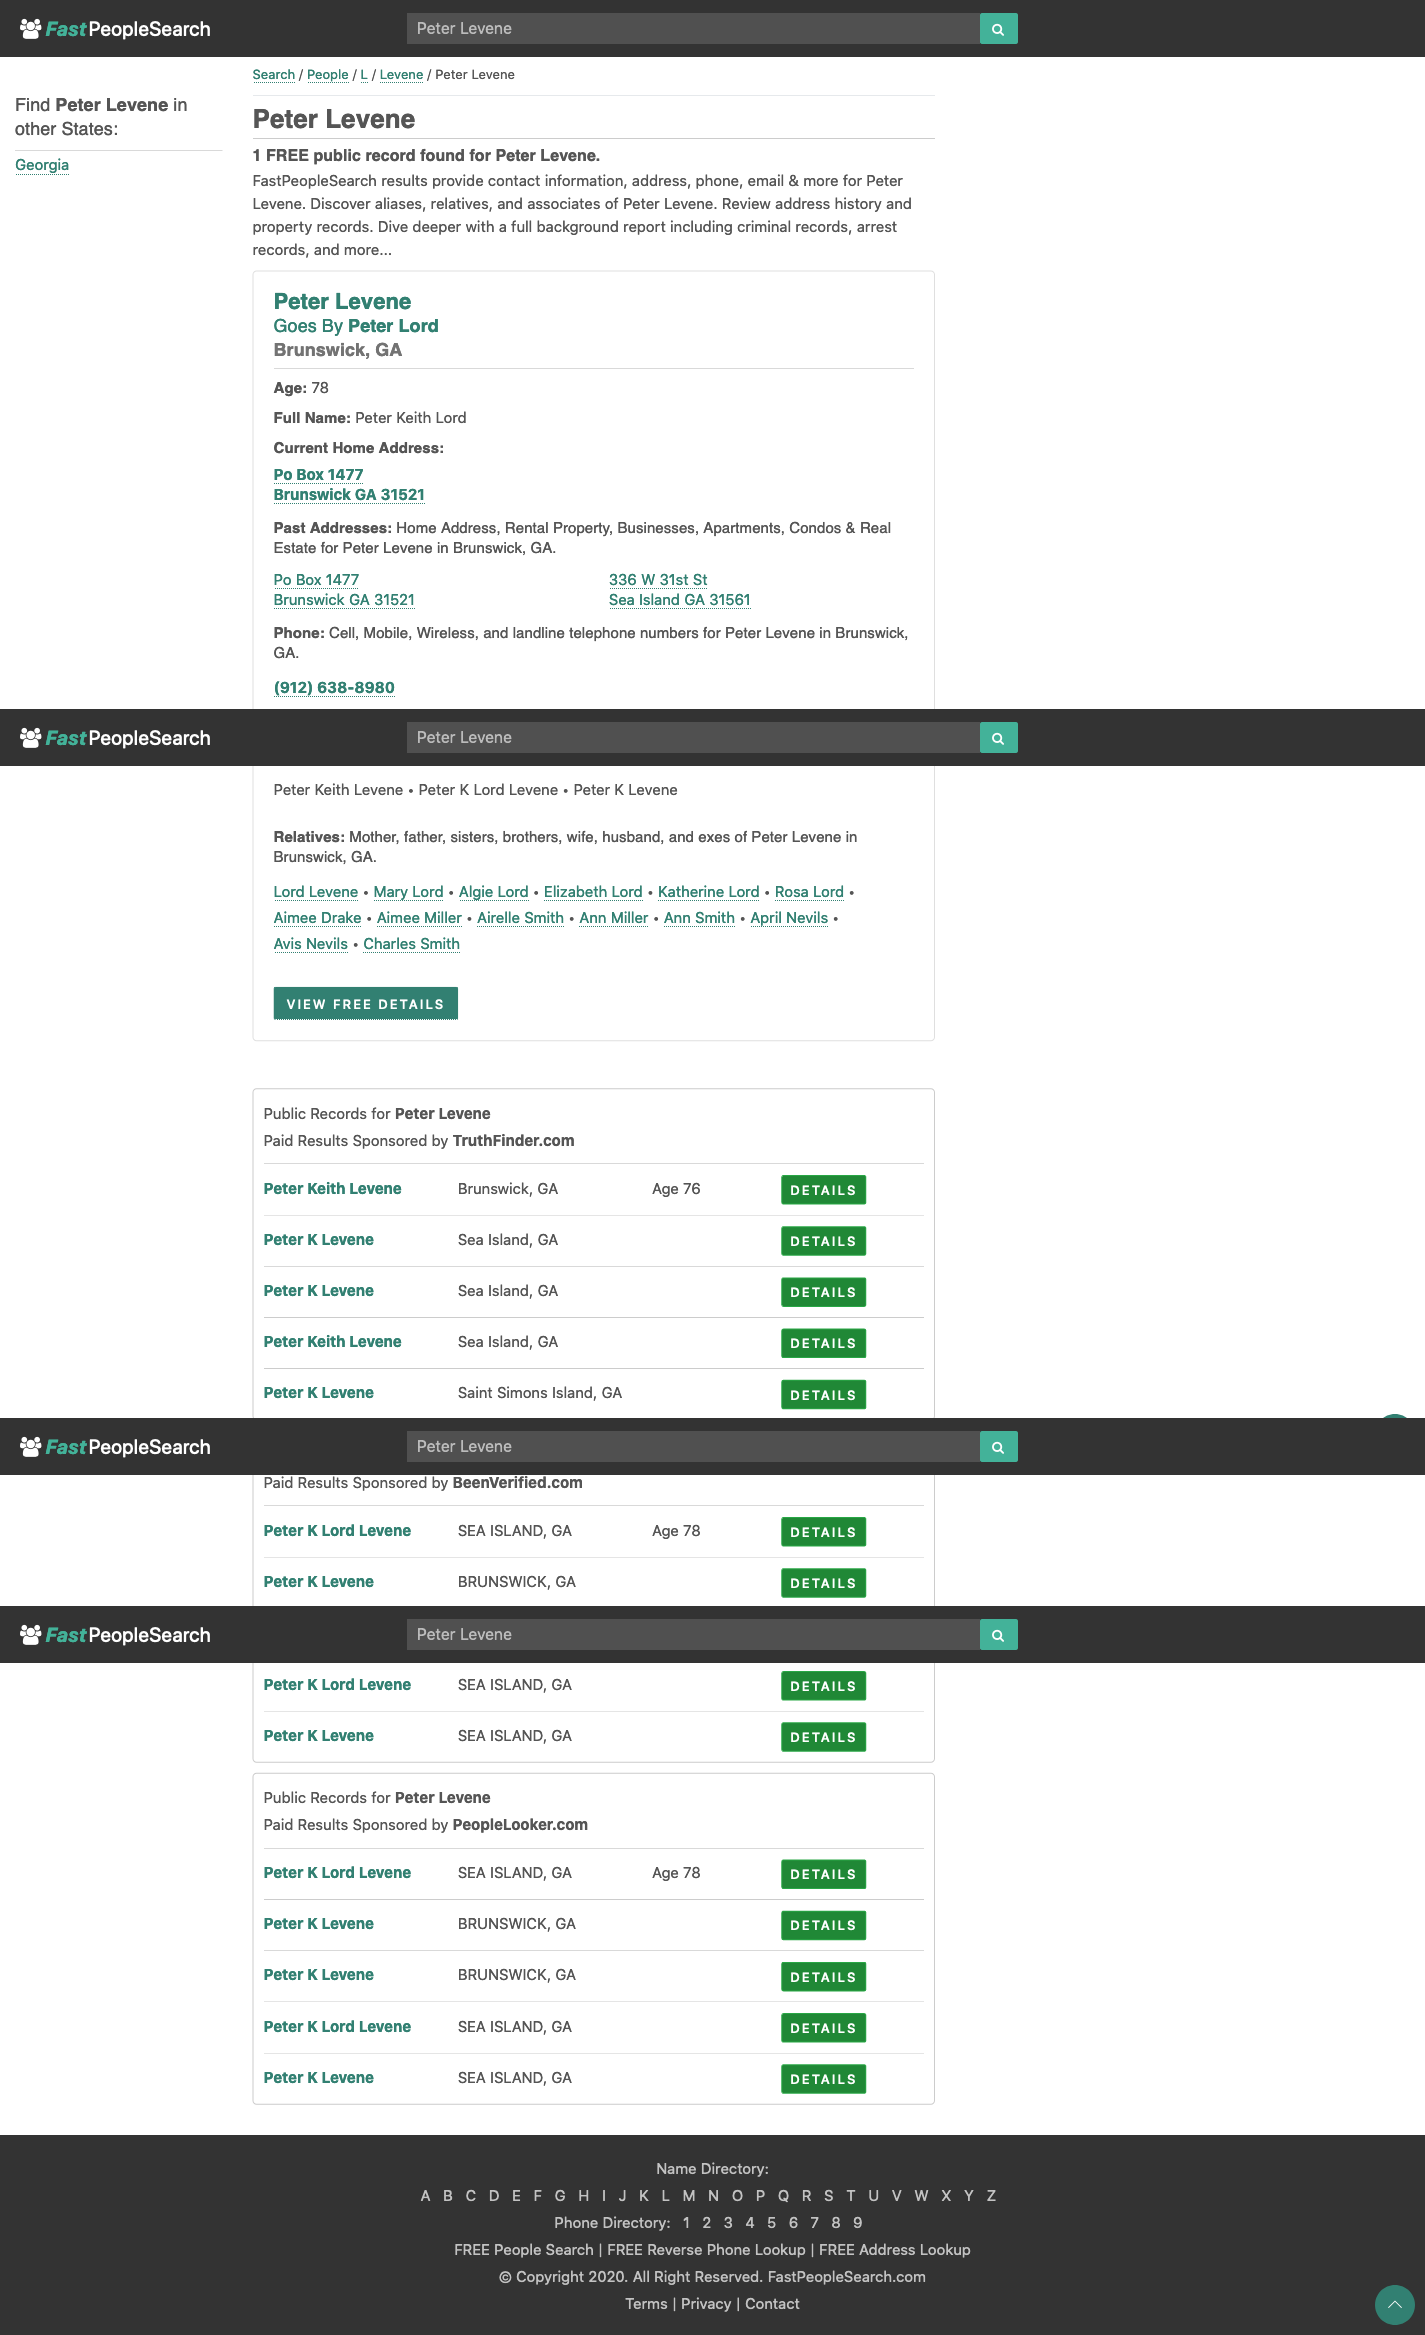 FastPeopleSearch
Peter Levene
Search / People / L / Levene / Peter Levene
Find Peter Levene in
other States:
Georgia
Peter Levene
1 FREE public record found for Peter Levene.
FastPeopleSearch results provide contact information, address, phone, email & more for Peter
Levene. Discover aliases, relatives, and associates of Peter Levene. Review address history and
property records. Dive deeper with a full background report including criminal records, arrest
records, and more...
Peter Levene
Goes By Peter Lord
Brunswick, GA
Age: 78
Full Name: Peter Keith Lord
Current Home Address:
Po Box 1477
Brunswick GA 31521
Past Addresses: Home Address, Rental Property, Businesses, Apartments, Condos & Real
Estate for Peter Levene in Brunswick, GA.
Po Box 1477 336 W 31st St
Brunswick GA 31521 Sea Island GA 31561
Phone: Cell, Mobile, Wireless, and landline telephone numbers for Peter Levene in Brunswick,
GA.
(912) 638-8980
FastPeopleSearch
Peter Levene
Peter Keith Levene • Peter K Lord Levene • Peter K Levene
Relatives: Mother, father, sisters, brothers, wife, husband, and exes of Peter Levene in
Brunswick, GA.
Lord Levene • Mary Lord • Algie Lord • Elizabeth Lord • Katherine Lord • Rosa Lord •
Aimee Drake • Aimee Miller • Airelle Smith • Ann Miller • Ann Smith • April Nevils •
Avis Nevils • Charles Smith
VIEW FREE DETAILS
Public Records for Peter Levene
Paid Results Sponsored by TruthFinder.com
Peter Keith Levene Brunswick, GA Age 76 DETAILS
Peter K Levene Sea Island, GA DETAILS
Peter K Levene Sea Island, GA DETAILS
Peter Keith Levene Sea Island, GA DETAILS
Peter K Levene Saint Simons Island, GA DETAILS
FastPeopleSearch
Peter Levene
Paid Results Sponsored by BeenVerified.com
Peter K Lord Levene SEA ISLAND, GA Age 78 DETAILS
Peter K Levene BRUNSWICK, GA DETAILS
FastPeopleSearch
Peter Levene
Peter K Lord Levene SEA ISLAND, GA DETAILS
Peter K Levene SEA ISLAND, GA DETAILS
Public Records for Peter Levene
Paid Results Sponsored by PeopleLooker.com
Peter K Lord Levene SEA ISLAND, GA Age 78 DETAILS
Peter K Levene BRUNSWICK, GA DETAILS
Peter K Levene BRUNSWICK, GA DETAILS
Peter K Lord Levene SEA ISLAND, GA DETAILS
Peter K Levene SEA ISLAND, GA DETAILS
Name Directory:
A B C D E F G H I J K L M N O P Q R S T U V W X Y Z
Phone Directory: 1 2 3 4 5 6 7 8 9
FREE People Search | FREE Reverse Phone Lookup | FREE Address Lookup
© Copyright 2020. All Right Reserved. FastPeopleSearch.com
Terms | Privacy | Contact